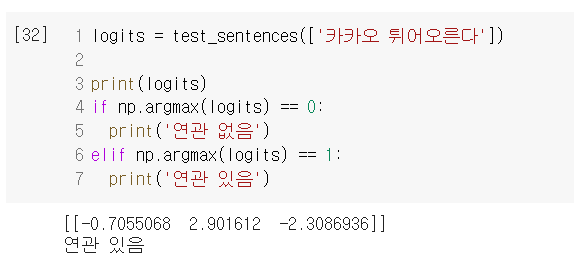 [32] 1 logits = test_sentences(['카카오 튀어오른다'])
2
3 print(logits)
4 if np.argmax(logits) == 0:
5   print('연관 없음')
6 elif np.argmax(logits) == 1:
7   print('연관 있음')
[[-0.7055068  2.901612  -2.3086936]]
연관 있음